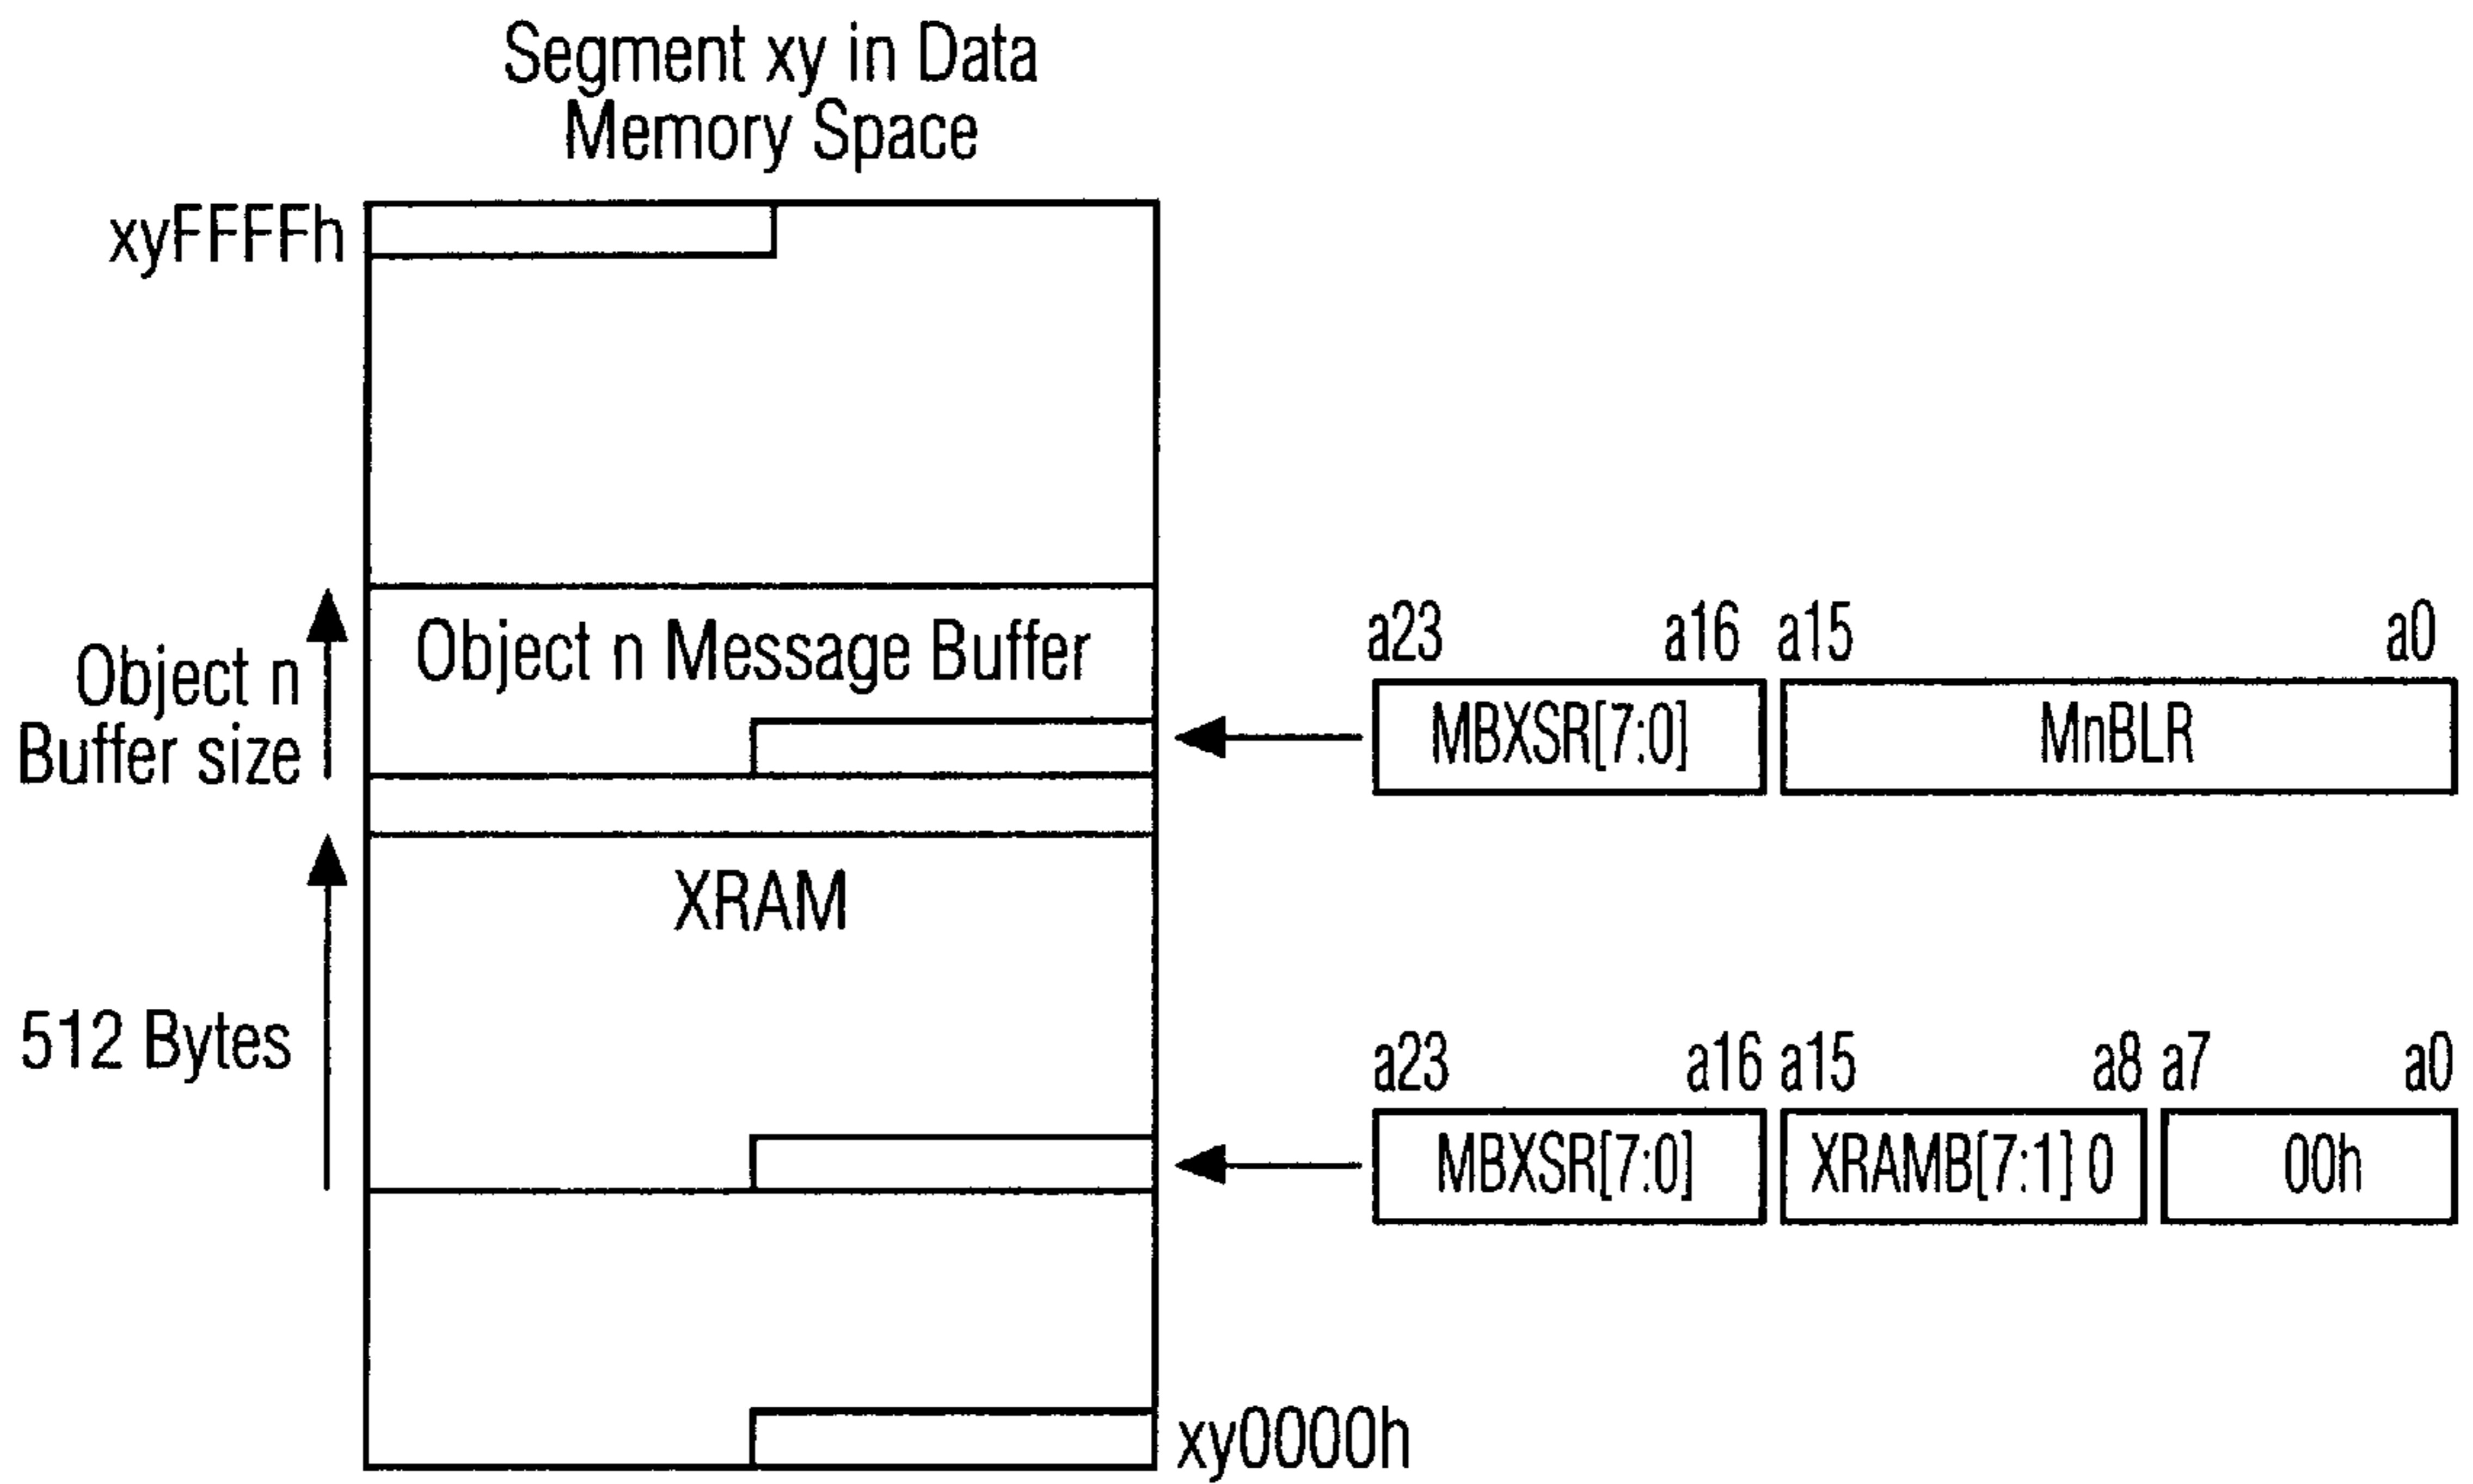 Segment xy in Data
Memory Space
xyFFFFh
Object n Message Buffer
Object n
Buffer size
a23 a16 a15 a0
MBXSR[7:0] MnBLR
XRAM
512 Bytes
a23 a16 a15 a8 a7 a0
MBXSR[7:0] XRAMB[7:1] 0 00h
xy0000h